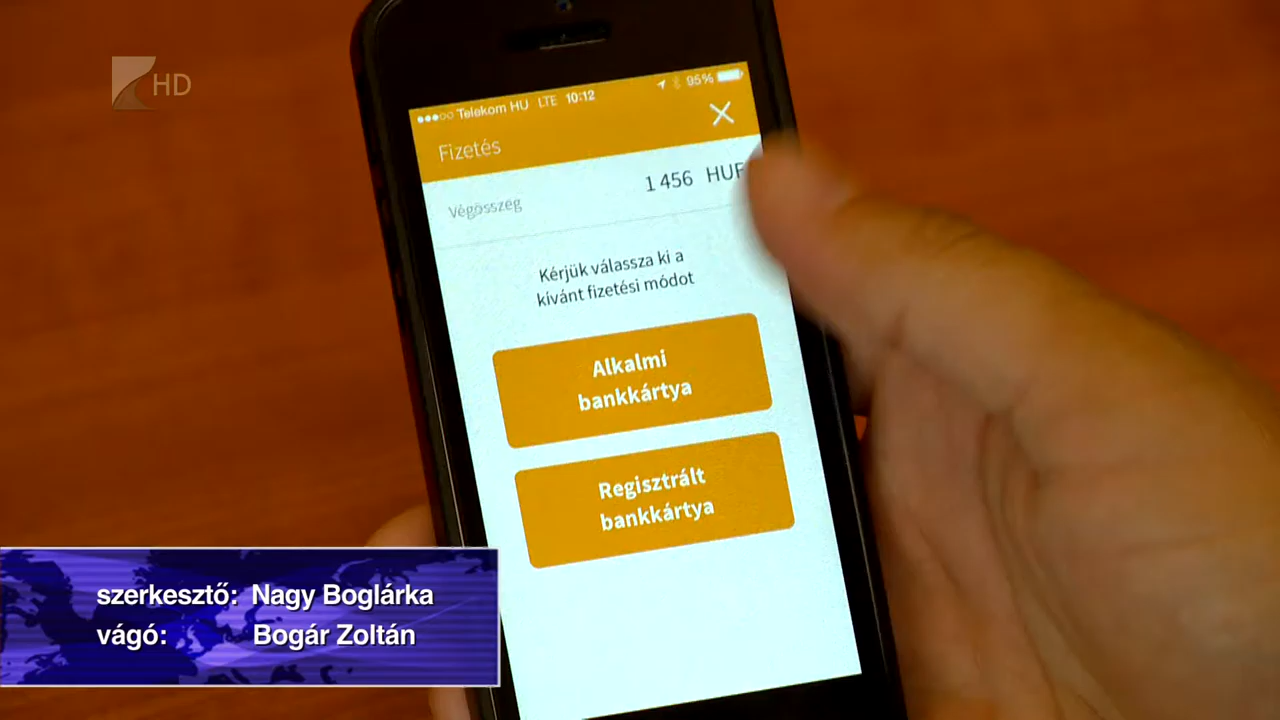 HD
Telekom HU LTE 10:12 95%
Fizetés
Végösszeg 1 456 HUF
Kérjük válassza ki a
kívánt fizetési módot
Alkalmi
bankkártya
Regisztrált
bankkártya
szerkesztő: Nagy Boglárka
vágó: Bogár Zoltán